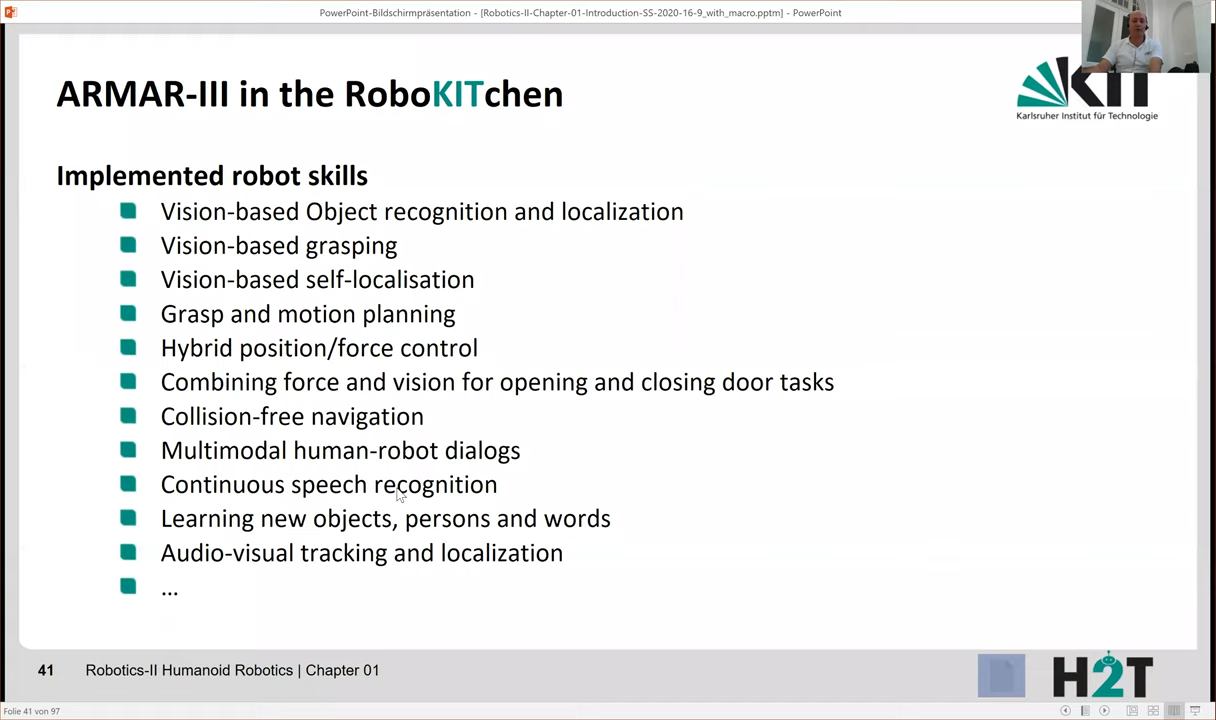 PowerPoint-Bildschirmpräsentation - [Robotics-II-Chapter-01-Introduction-SS-2020-16-9_with_macro.pptm] - PowerPoint
ARMAR-III in the RoboKITchen
KIT
Karlsruher Institut für Technologie
Implemented robot skills
Vision-based Object recognition and localization
Vision-based grasping
Vision-based self-localisation
Grasp and motion planning
Hybrid position/force control
Combining force and vision for opening and closing door tasks
Collision-free navigation
Multimodal human-robot dialogs
Continuous speech recognition
Learning new objects, persons and words
Audio-visual tracking and localization
...
41 Robotics-II Humanoid Robotics | Chapter 01
H2T
Folie 41 von 97